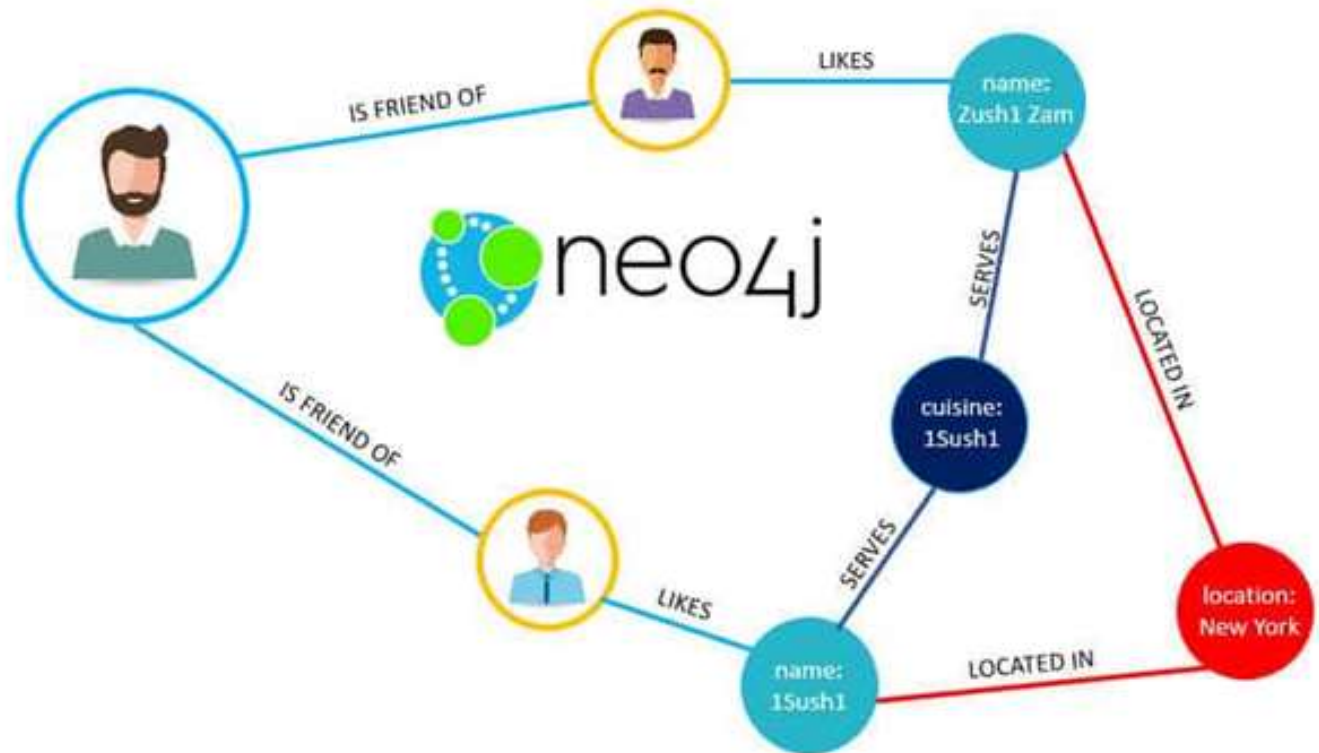 IS FRIEND OF
LIKES
name:
Zush1 Zam
neo4j
SERVES
LOCATED IN
cuisine:
1Sush1
IS FRIEND OF
SERVES
LIKES
location:
New York
name:
1Sush1
LOCATED IN